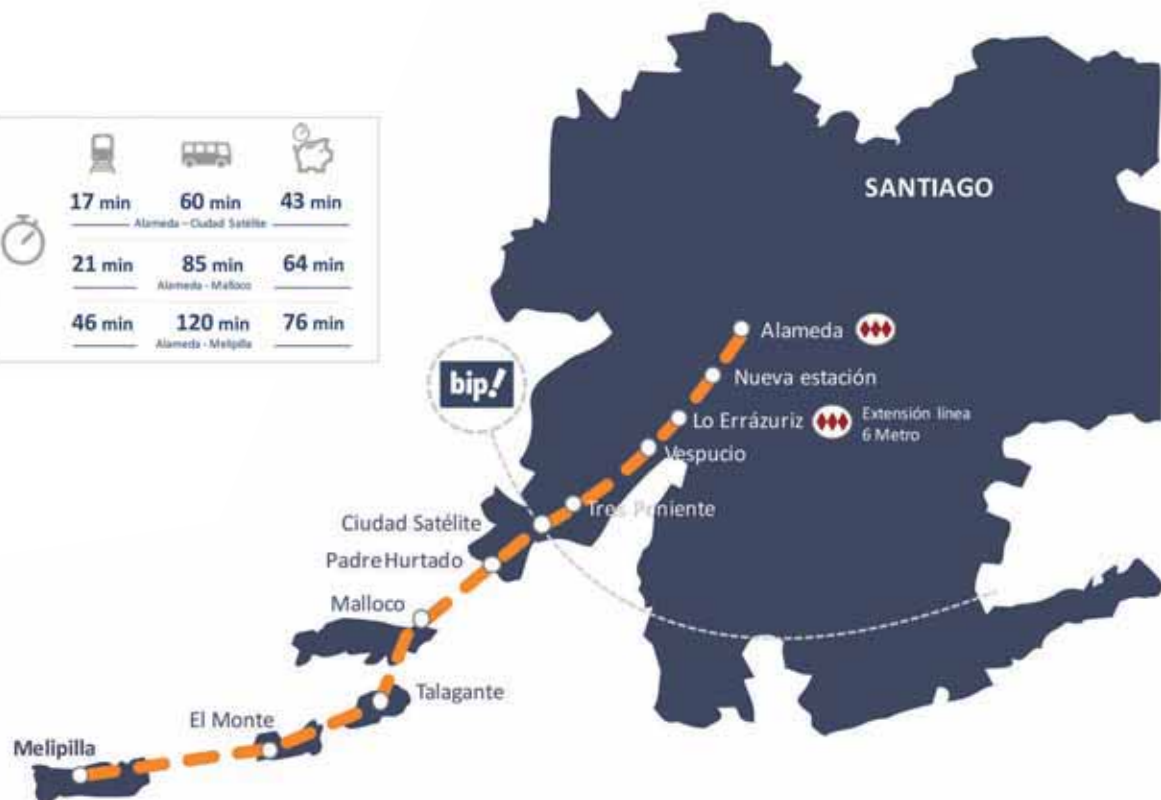 17 min 60 min 43 min
Alameda – Ciudad Satélite
21 min 85 min 64 min
Alameda - Malloco
46 min 120 min 76 min
Alameda - Melipilla
SANTIAGO
Alameda
Nueva estación
Lo Errázuriz
Extensión línea
6 Metro
Vespucio
Tres Poniente
bip!
Ciudad Satélite
Padre Hurtado
Malloco
Talagante
El Monte
Melipilla